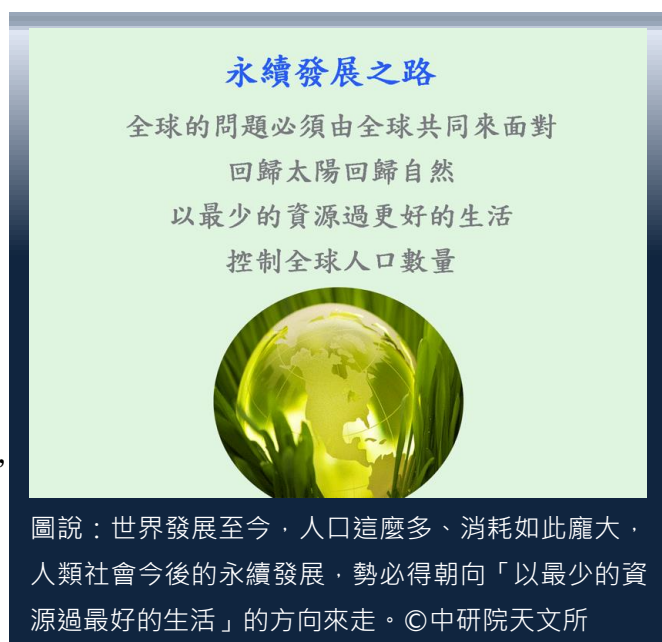 永續發展之路
全球的問題必須由全球共同來面對
回歸太陽回歸自然
以最少的資源過更好的生活
控制全球人口數量
，
圖說：世界發展至今，人口這麼多、消耗如此龐大，
人類社會今後的永續發展，勢必得朝向「以最少的資
源過最好的生活」的方向來走。©中研院天文所